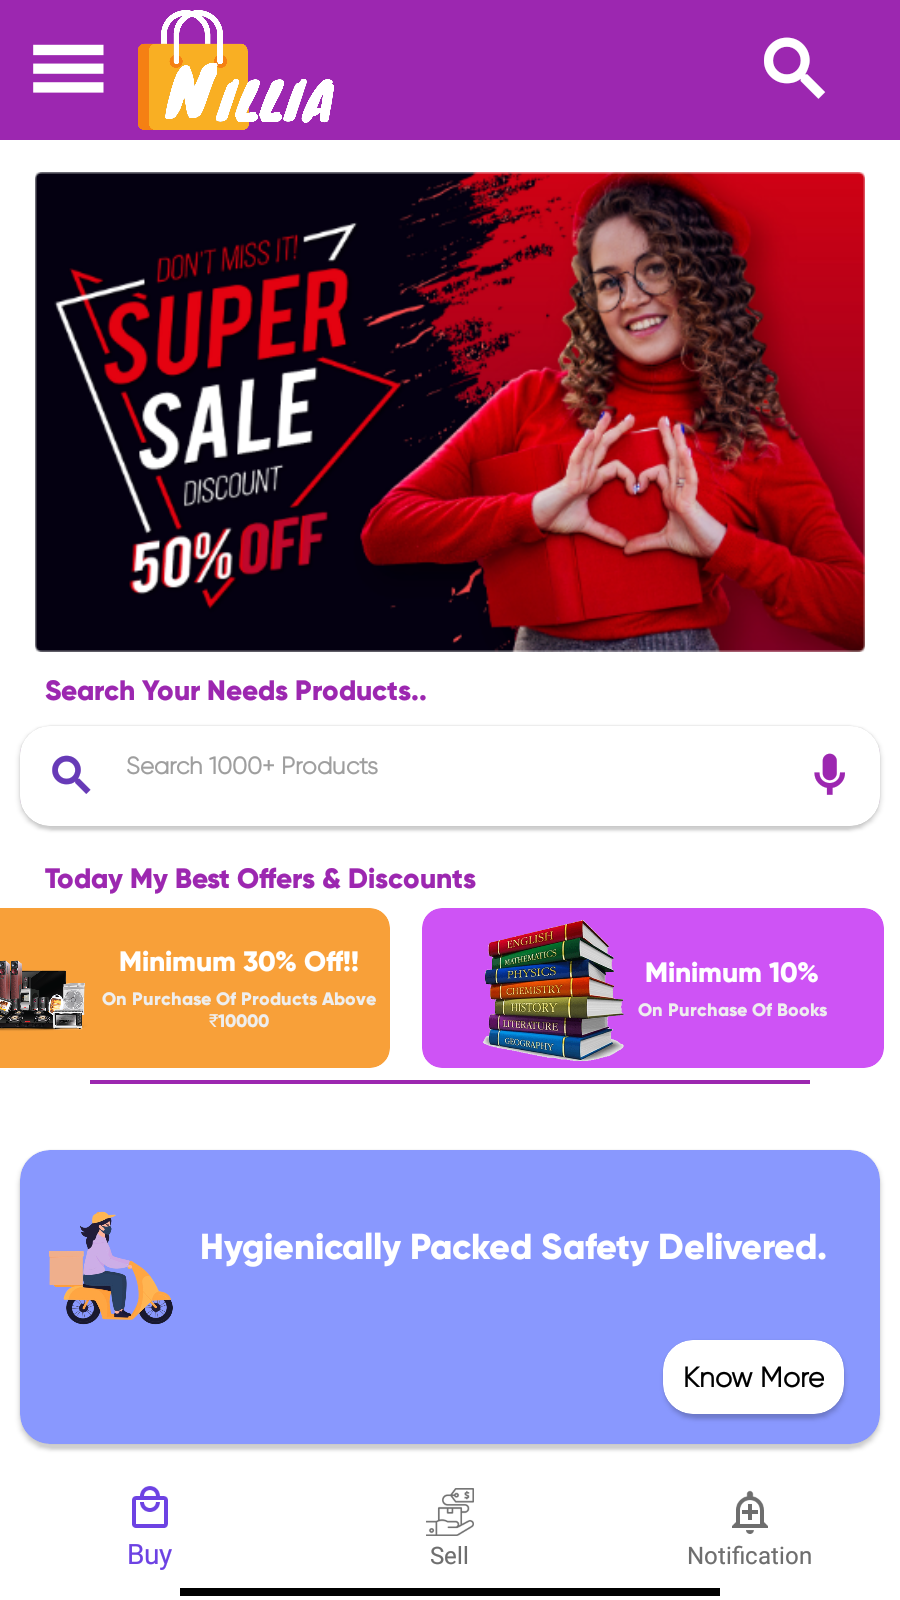 NILLIA
DON'T MISS IT!
SUPER
SALE
DISCOUNT
50% OFF
Search Your Needs Products..
Search 1000+ Products
Today My Best Offers & Discounts
Minimum 30% Off!!
On Purchase Of Products Above
₹10000
ENGLISH
MATHEMATICS
PHYSICS
CHEMISTRY
HISTORY
LITERATURE
GEOGRAPHY
Minimum 10%
On Purchase Of Books
Hygienically Packed Safety Delivered.
Know More
Buy
Sell
Notification